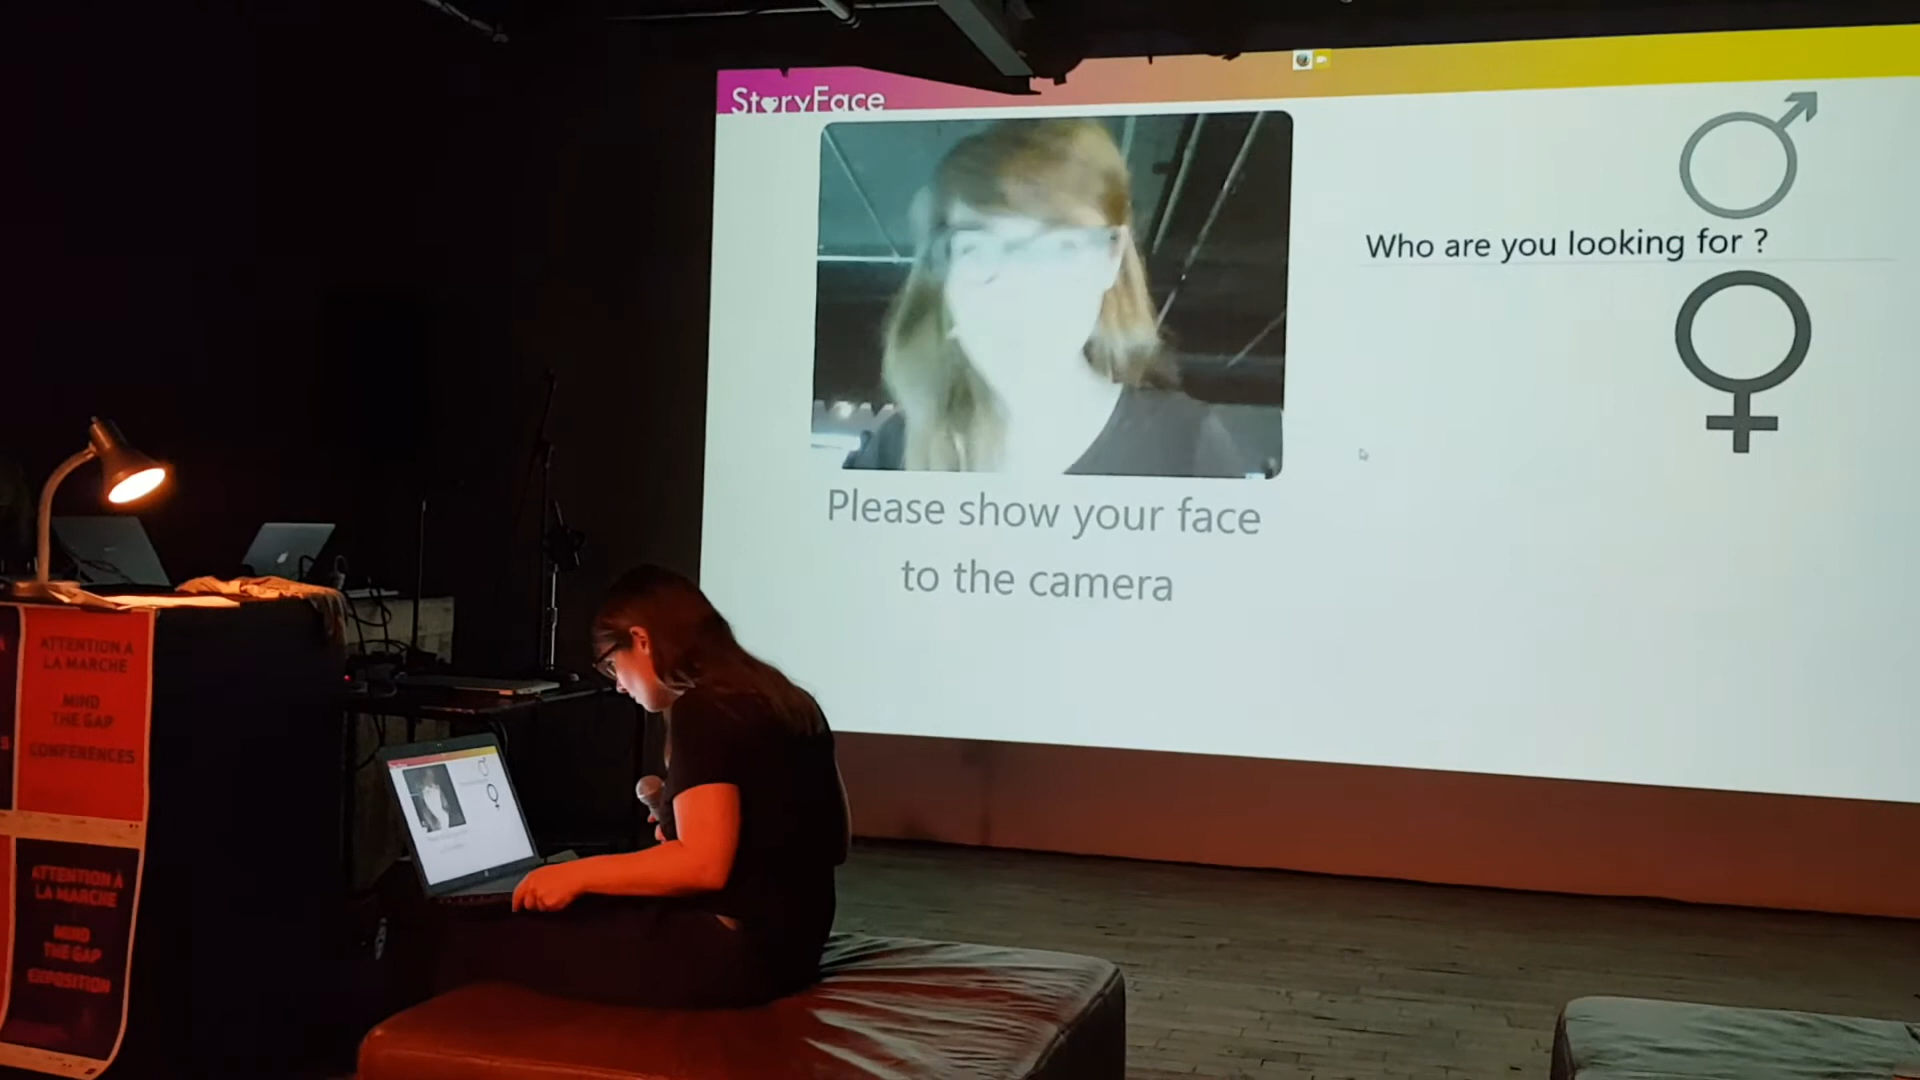 StoryFace
Who are you looking for ?
Please show your face
to the camera
ATTENTION À
LA MARCHE
MIND
THE GAP
CONFERENCES
ATTENTION À
LA MARCHE
MIND
THE GAP
EXPOSITION